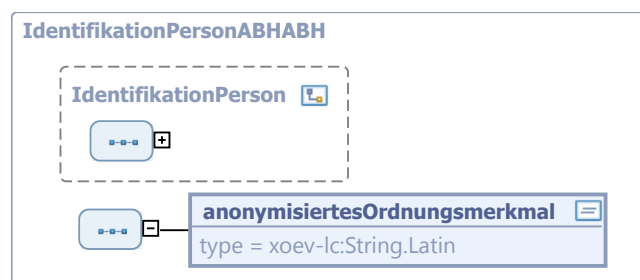 IdentifikationPersonABHABH
IdentifikationPerson
anonymisiertesOrdnungsmerkmal
type = xoev-lc:String.Latin